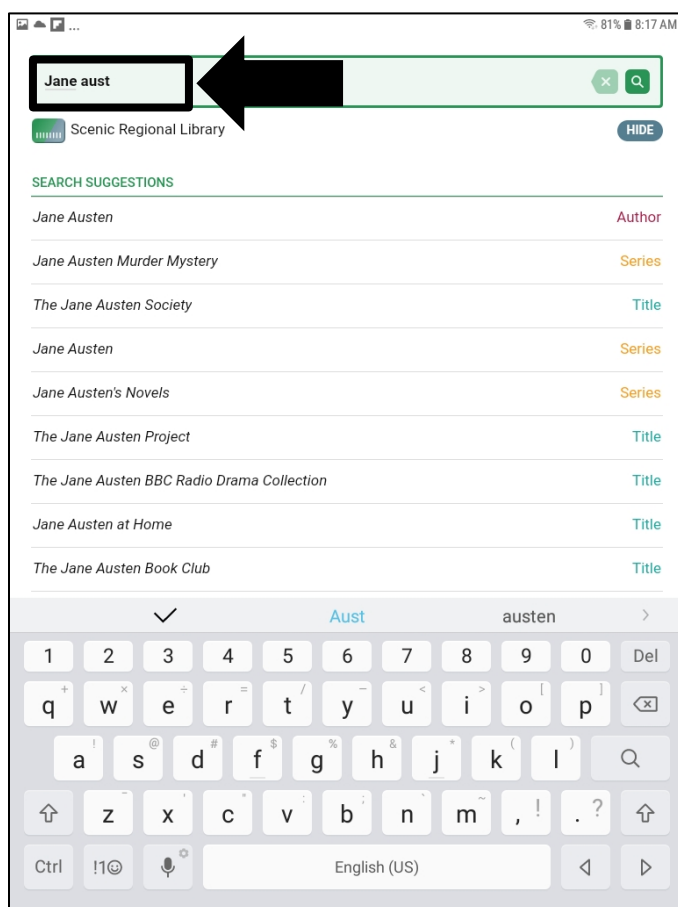 ... 81% 8:17 AM
Jane aust
Scenic Regional Library HIDE
SEARCH SUGGESTIONS
Jane Austen Author
Jane Austen Murder Mystery Series
The Jane Austen Society Title
Jane Austen Series
Jane Austen's Novels Series
The Jane Austen Project Title
The Jane Austen BBC Radio Drama Collection Title
Jane Austen at Home Title
The Jane Austen Book Club Title
Aust austen >
1 2 3 4 5 6 7 8 9 0 Del
+ × ÷ = / – < > [ ]
q w e r t y u i o p
! @ # $ % & * ( )
a s d f g h j k l
- ' " * : ; ` ~
z x c v b n m , ! . ?
Ctrl !1☺ English (US)